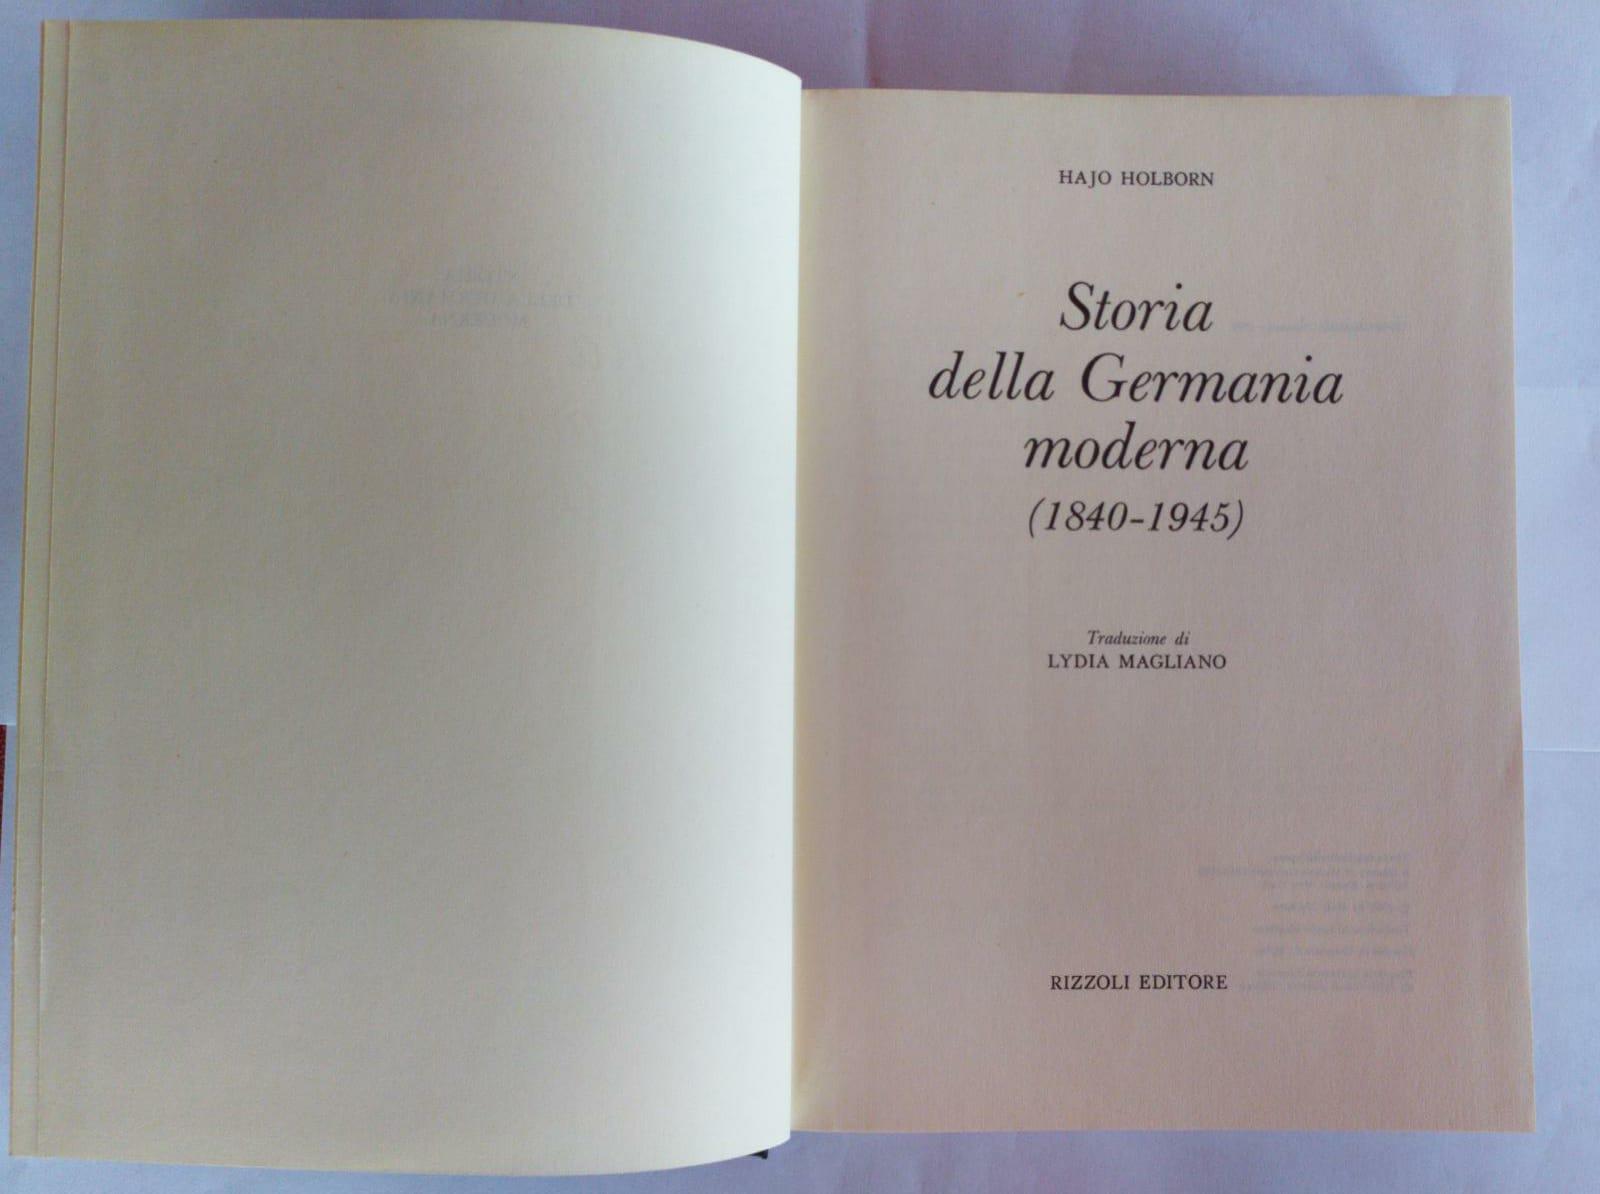 HAJO HOLBORN
Storia
della Germania
moderna
(1840-1945)
Traduzione di
LYDIA MAGLIANO
RIZZOLI EDITORE